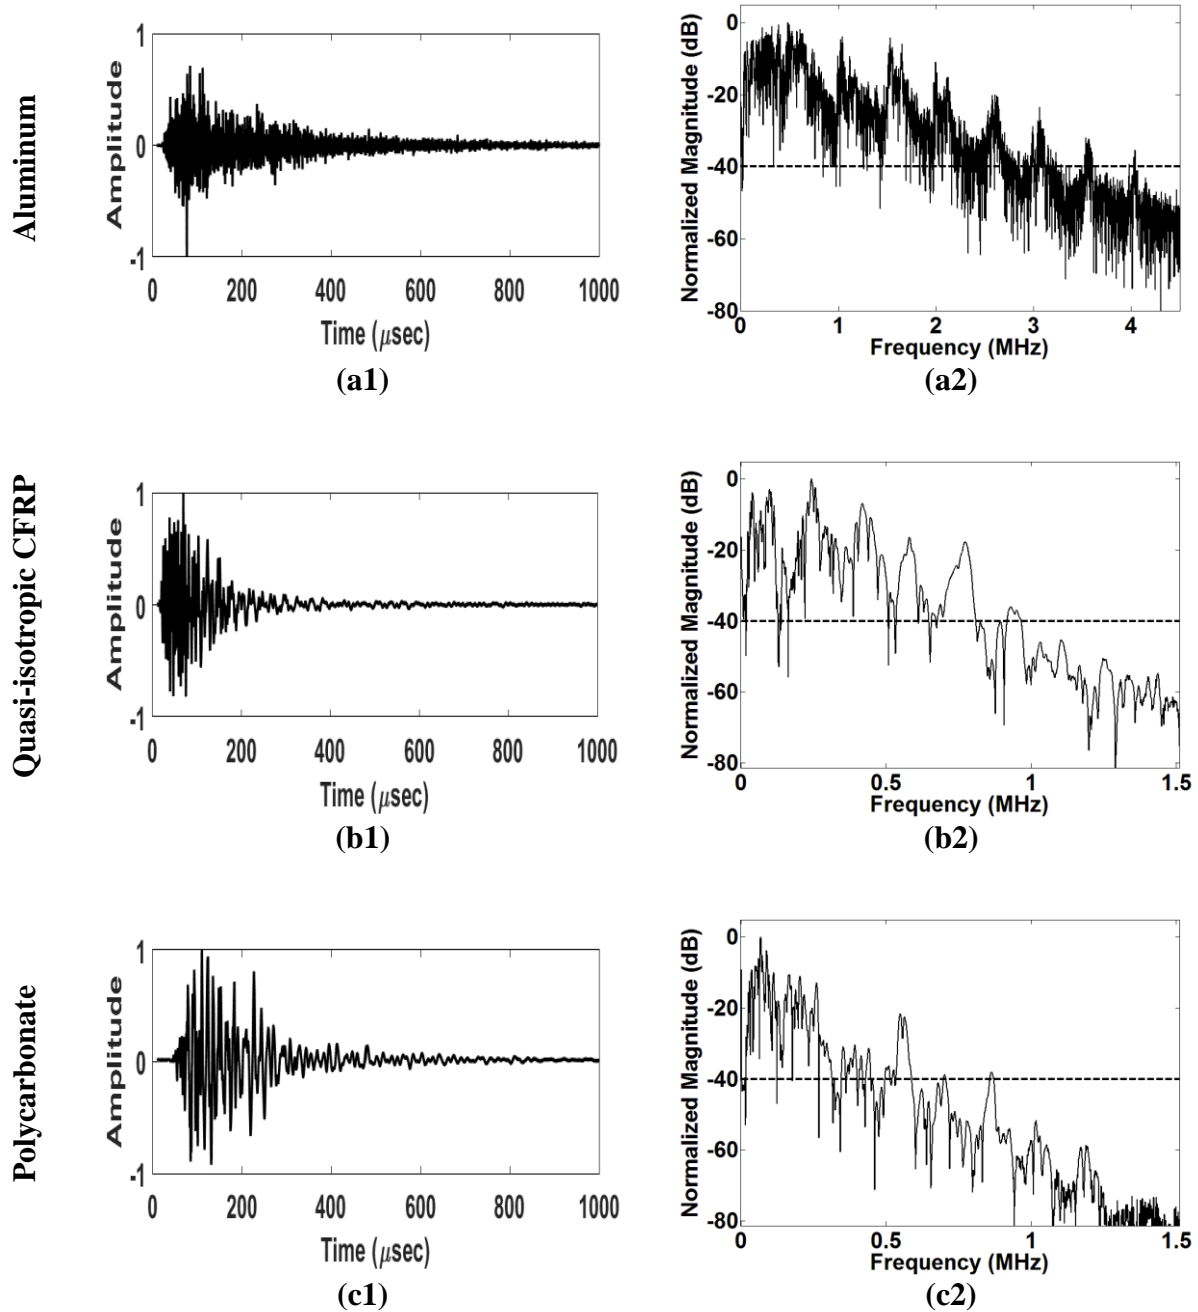 Aluminum
Amplitude
1
0
-1
0 200 400 600 800 1000
Time (μsec)
(a1)
Normalized Magnitude (dB)
0
-20
-40
-60
-80
0 1 2 3 4
Frequency (MHz)
(a2)
Quasi-isotropic CFRP
Amplitude
1
0
-1
0 200 400 600 800 1000
Time (μsec)
(b1)
Normalized Magnitude (dB)
0
-20
-40
-60
-80
0 0.5 1 1.5
Frequency (MHz)
(b2)
Polycarbonate
Amplitude
1
0
-1
0 200 400 600 800 1000
Time (μsec)
(c1)
Normalized Magnitude (dB)
0
-20
-40
-60
-80
0 0.5 1 1.5
Frequency (MHz)
(c2)